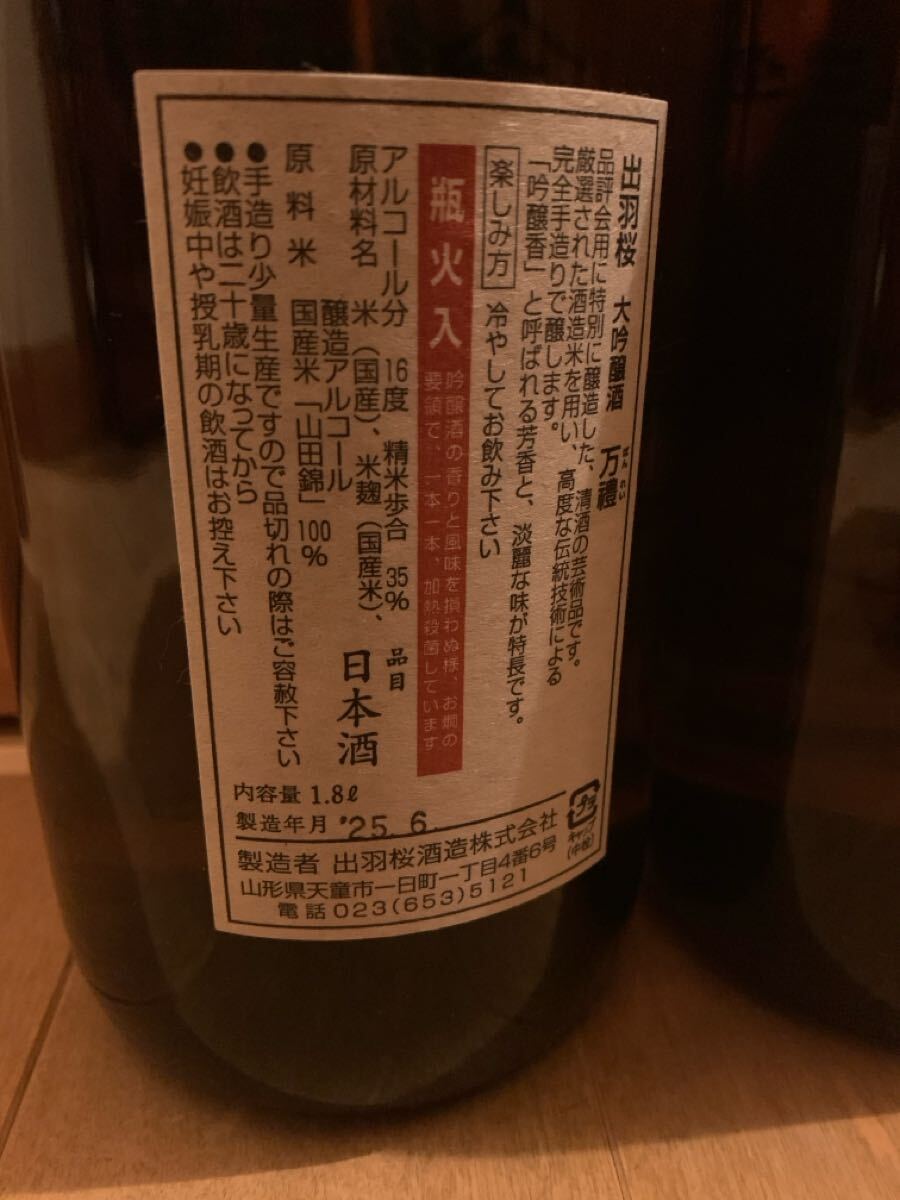 出羽桜 大吟醸酒 万禮
ばんれい
品評会用に特別に醸造した、清酒の芸術品です。
厳選された酒造米を用い、高度な伝統技術による
完全手造りで醸します。
「吟醸香」と呼ばれる芳香と、淡麗な味が特長です。
楽しみ方 冷やしてお飲み下さい
瓶火入 吟醸酒の香りと風味を損わぬ様、お燗の
要領で、一本一本、加熱殺菌しています
アルコール分 16度 精米歩合 35% 品目
原材料名 米(国産)、米麹(国産米)、 日本酒
醸造アルコール
原料米 国産米「山田錦」100%
●手造り少量生産ですので品切れの際はご容赦下さい
●飲酒は二十歳になってから
●妊娠中や授乳期の飲酒はお控え下さい
内容量 1.8ℓ
製造年月 '25. 6.
製造者 出羽桜酒造株式会社
山形県天童市一日町一丁目4番6号
電話 023(653)5121
プラ
キャップ
(中栓)